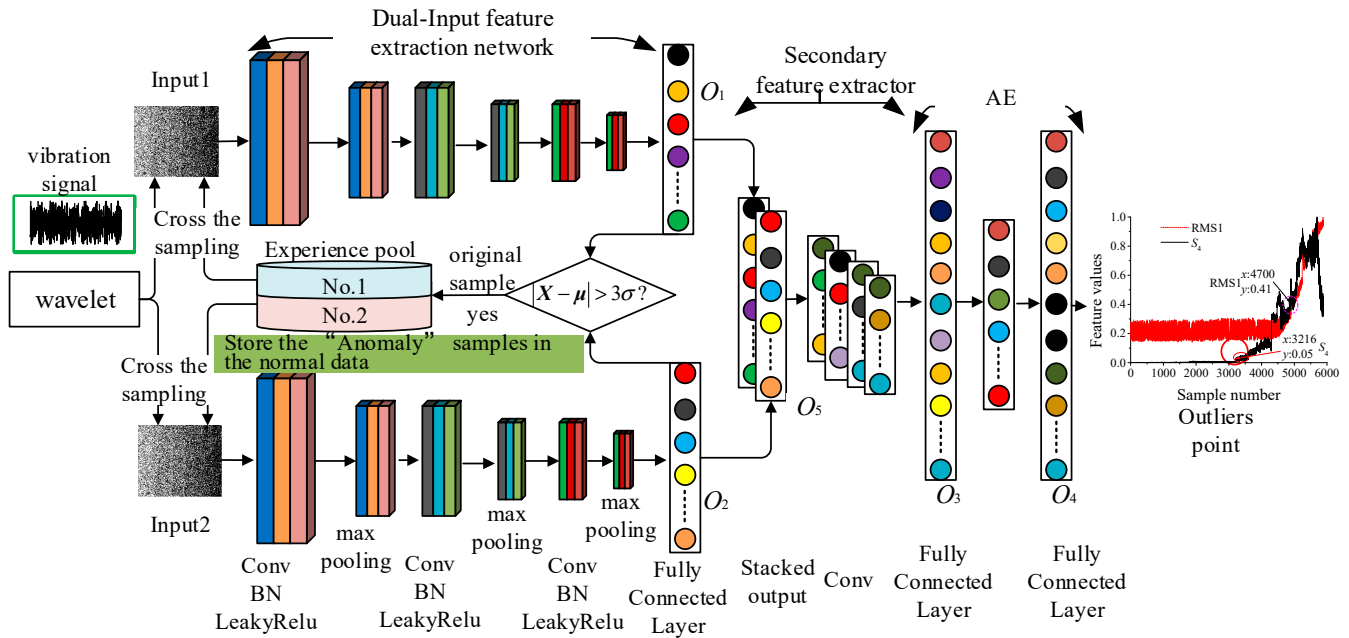 Dual-Input feature
extraction network
Secondary
feature extractor
AE
Input1
O1
vibration
signal
Cross the
sampling
Experience pool
No.1
No.2
original
sample
yes
|X − μ| > 3σ?
wavelet
Store the “Anomaly” samples in
the normal data
Cross the
sampling
Input2
O2
O5
O3
O4
max
pooling
max
pooling
max
pooling
Conv
BN
LeakyRelu
Conv
BN
LeakyRelu
Conv
BN
LeakyRelu
Fully
Connected
Layer
Stacked
output
Conv
Fully
Connected
Layer
Fully
Connected
Layer
RMS1
S4
RMS1
x:4700
y:0.41
x:3216
y:0.05
S4
Feature values
1.0
0.8
0.6
0.4
0.2
0.0
0 1000 2000 3000 4000 5000 6000
Sample number
Outliers
point